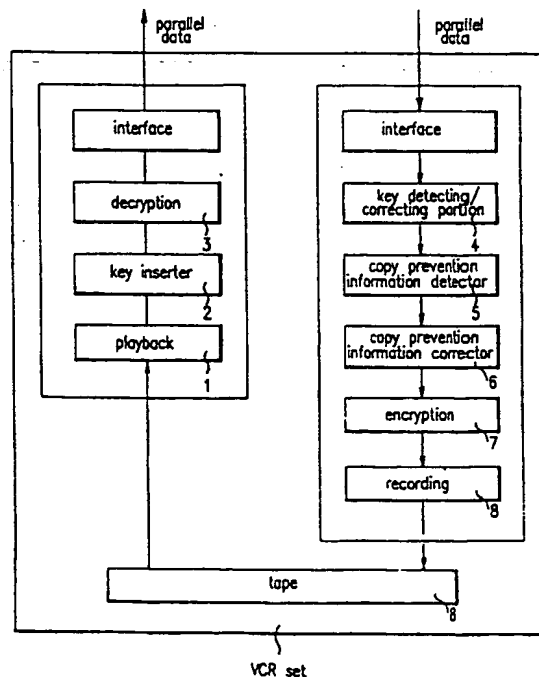 parallel
data
interface
decryption
3
key inserter
2
playback
1
parallel
data
interface
key detecting/
correcting portion
4
copy prevention
information detector
5
copy prevention
information corrector
6
encryption
7
recording
8
tape
8
VCR set